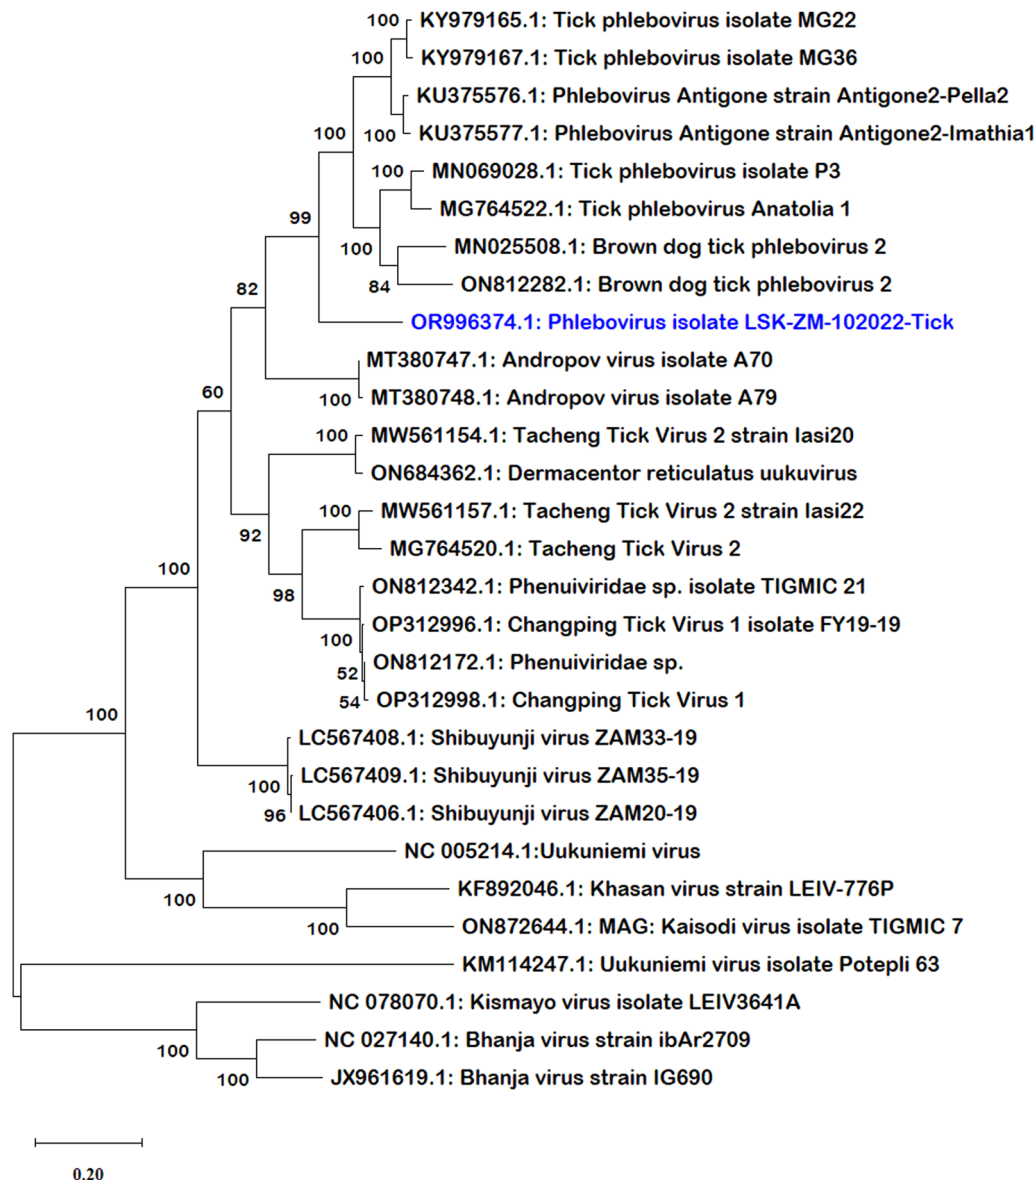 100
KY979165.1: Tick phlebovirus isolate MG22
100
KY979167.1: Tick phlebovirus isolate MG36
KU375576.1: Phlebovirus Antigone strain Antigone2-Pella2
100
100
KU375577.1: Phlebovirus Antigone strain Antigone2-Imathia1
100
MN069028.1: Tick phlebovirus isolate P3
MG764522.1: Tick phlebovirus Anatolia 1
99
100
MN025508.1: Brown dog tick phlebovirus 2
84
ON812282.1: Brown dog tick phlebovirus 2
82
OR996374.1: Phlebovirus isolate LSK-ZM-102022-Tick
MT380747.1: Andropov virus isolate A70
60
100
MT380748.1: Andropov virus isolate A79
100
MW561154.1: Tacheng Tick Virus 2 strain Iasi20
ON684362.1: Dermacentor reticulatus uukuvirus
100
MW561157.1: Tacheng Tick Virus 2 strain Iasi22
92
MG764520.1: Tacheng Tick Virus 2
100
98
ON812342.1: Phenuiviridae sp. isolate TIGMIC 21
OP312996.1: Changping Tick Virus 1 isolate FY19-19
100
ON812172.1: Phenuiviridae sp.
52
54
OP312998.1: Changping Tick Virus 1
100
LC567408.1: Shibuyunji virus ZAM33-19
LC567409.1: Shibuyunji virus ZAM35-19
100
96
LC567406.1: Shibuyunji virus ZAM20-19
NC 005214.1:Uukuniemi virus
100
KF892046.1: Khasan virus strain LEIV-776P
100
ON872644.1: MAG: Kaisodi virus isolate TIGMIC 7
KM114247.1: Uukuniemi virus isolate Potepli 63
NC 078070.1: Kismayo virus isolate LEIV3641A
100
NC 027140.1: Bhanja virus strain ibAr2709
100
JX961619.1: Bhanja virus strain IG690
0.20